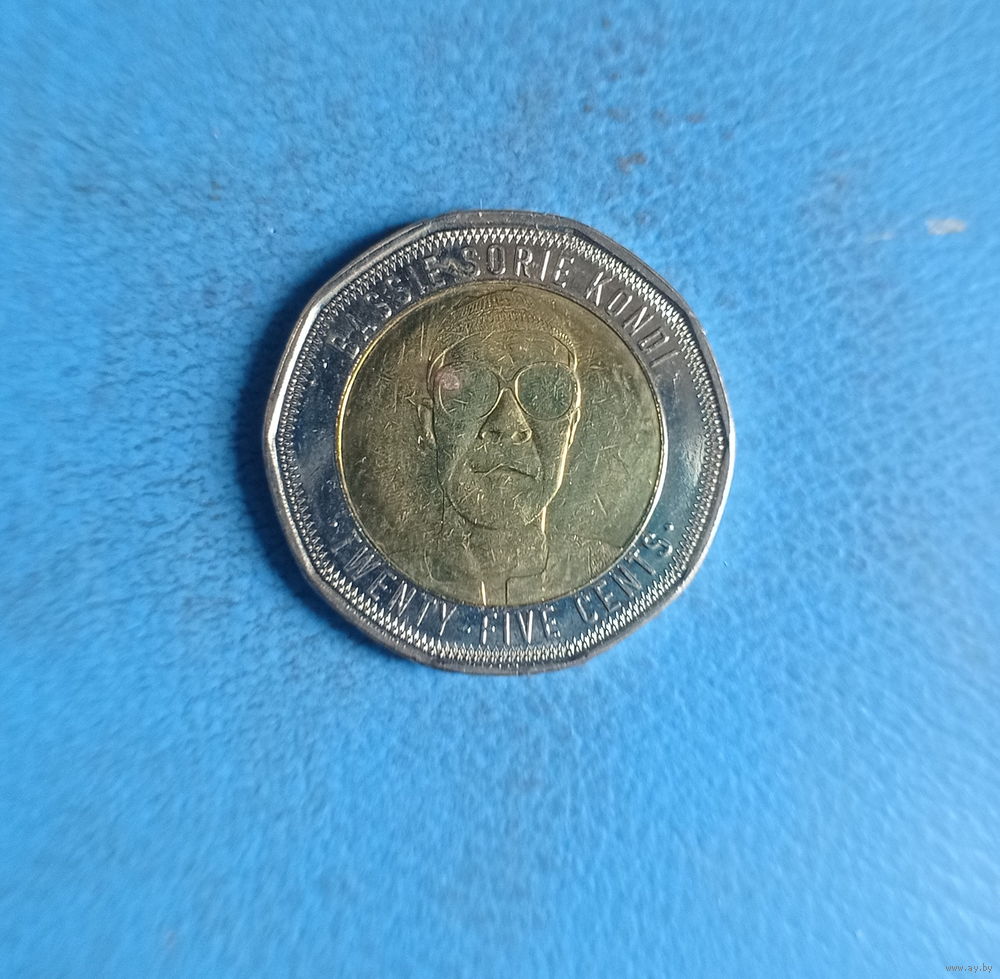 BASSIE SORIE KONDI
· TWENTY-FIVE CENTS ·
www.ay.by